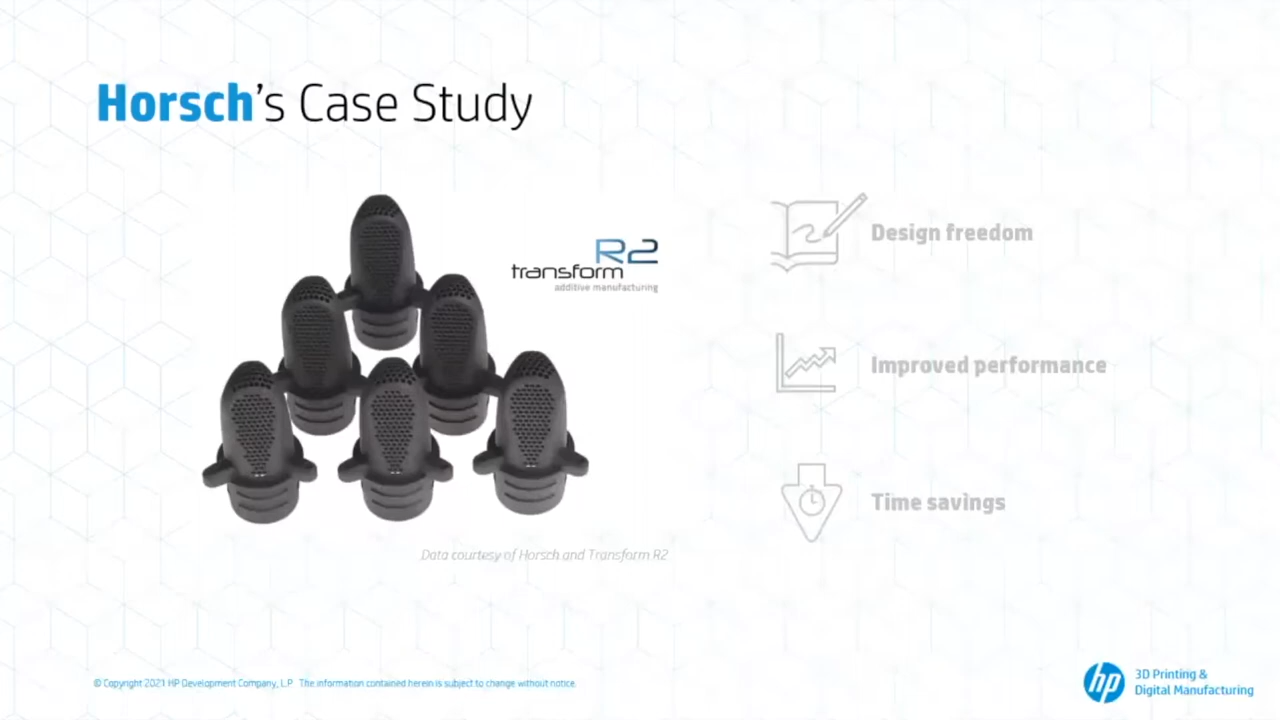 Horsch's Case Study
R2
transform
additive manufacturing
Design freedom
Improved performance
Time savings
Data courtesy of Horsch and Transform R2
© Copyright 2021 HP Development Company, L.P. The information contained herein is subject to change without notice.
hp
3D Printing &
Digital Manufacturing